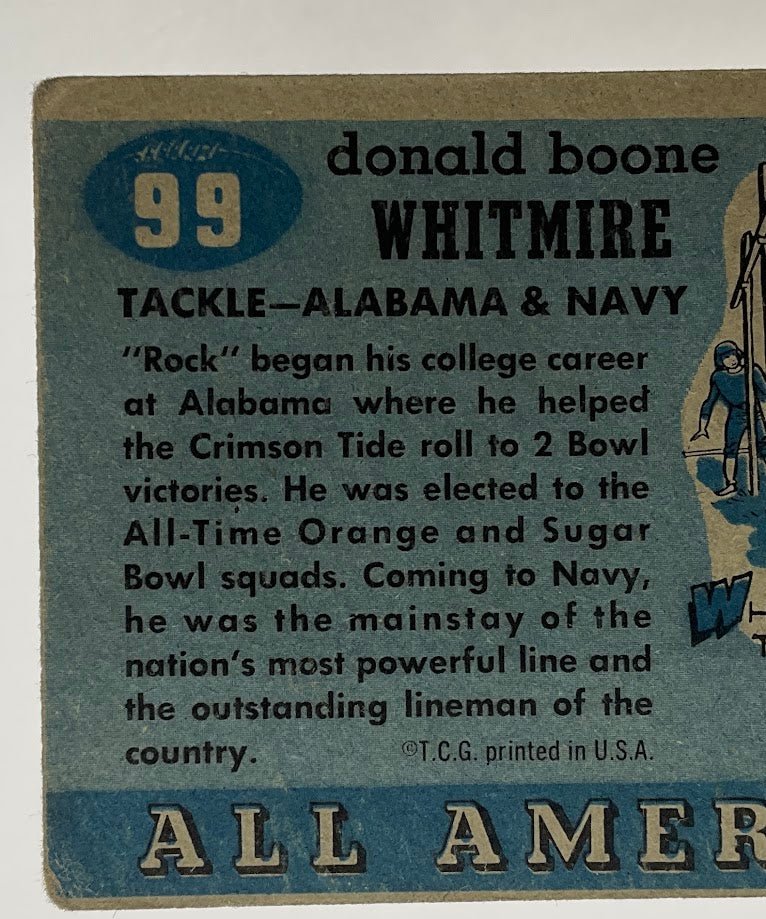 99
donald boone
WHITMIRE
TACKLE—ALABAMA & NAVY
"Rock" began his college career
at Alabama where he helped
the Crimson Tide roll to 2 Bowl
victories. He was elected to the
All-Time Orange and Sugar
Bowl squads. Coming to Navy,
he was the mainstay of the
nation's most powerful line and
the outstanding lineman of the
country.
©T.C.G. printed in U.S.A.
W
ALL AMER